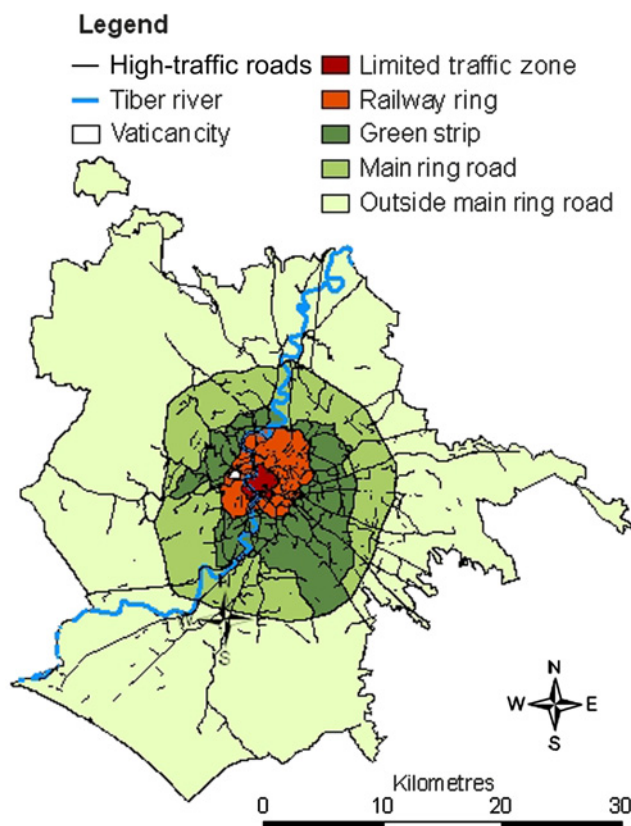 Legend
High-traffic roads
Tiber river
Vatican city
Limited traffic zone
Railway ring
Green strip
Main ring road
Outside main ring road
S
N
W E
S
Kilometres
0 10 20 30